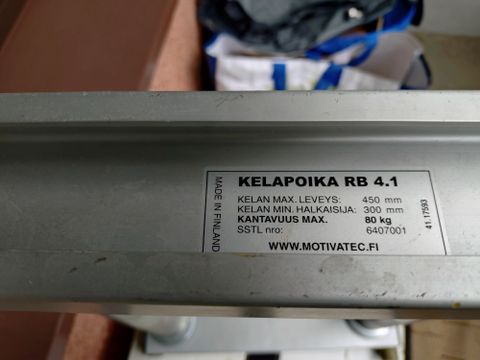 KELAPOIKA RB 4.1
KELAN MAX. LEVEYS: 450 mm
KELAN MIN. HALKAISIJA: 300 mm
KANTAVUUS MAX. 80 kg
SSTL nro: 6407001
WWW.MOTIVATEC.FI
MADE IN FINLAND
41.17593